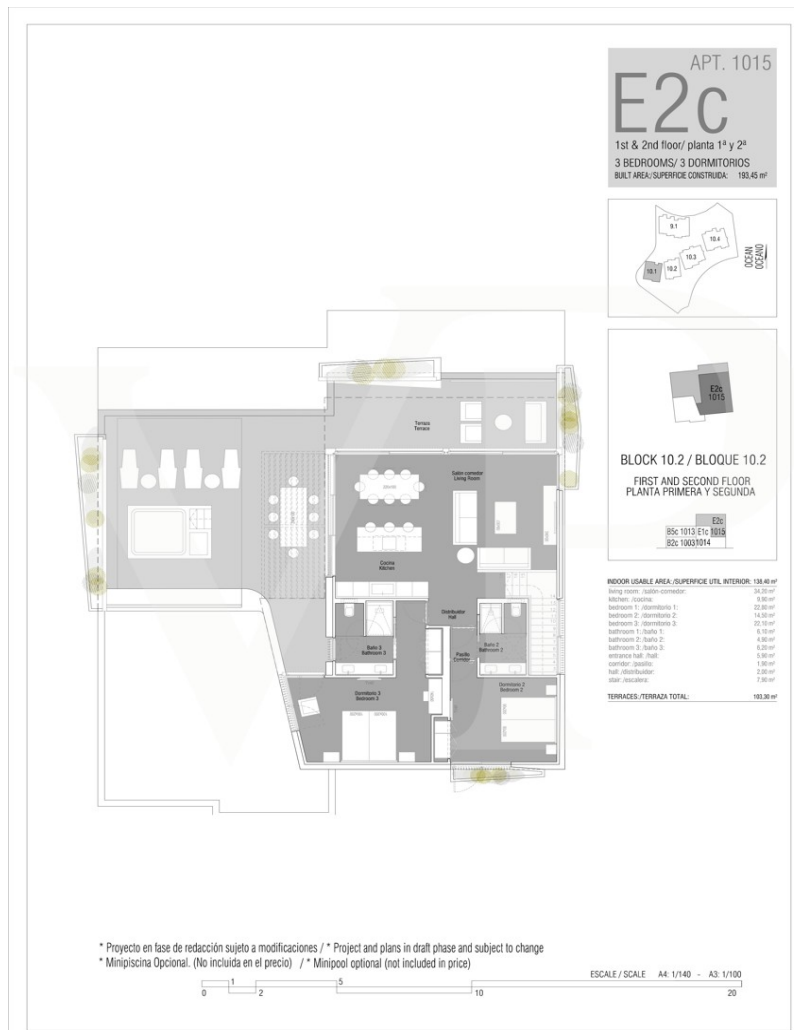 APT. 1015
E2c
1st & 2nd floor/ planta 1ª y 2ª
3 BEDROOMS/ 3 DORMITORIOS
BUILT AREA:/SUPERFICIE CONSTRUIDA: 193,45 m²
9.1
10.4
10.3
10.2
10.1
OCEAN
OCEANO
E2c
1015
BLOCK 10.2 / BLOQUE 10.2
FIRST AND SECOND FLOOR
PLANTA PRIMERA Y SEGUNDA
E2c
B5c 1013 E1c 1015
B2c 1003 1014
INDOOR USABLE AREA:/SUPERFICIE UTIL INTERIOR: 138,40 m²
living room: /salón-comedor: 34,20 m²
kitchen: /cocina: 9,90 m²
bedroom 1: /dormitorio 1: 22,80 m²
bedroom 2: /dormitorio 2: 14,50 m²
bedroom 3: /dormitorio 3: 22,10 m²
bathroom 1:/baño 1: 6,10 m²
bathroom 2:/baño 2: 4,90 m²
bathroom 3:/baño 3: 6,20 m²
entrance hall: /hall: 5,90 m²
corridor: /pasillo: 1,90 m²
hall: /distribuidor: 2,00 m²
stair:/escalera: 7,90 m²
TERRACES:/TERRAZA TOTAL: 103,30 m²
Terraza
Terrace
Salón comedor
Living Room
Cocina
Kitchen
Distribuidor
Hall
Baño 3
Bathroom 3
Baño 2
Bathroom 2
Pasillo
Corridor
Dormitorio 3
Bedroom 3
Dormitorio 2
Bedroom 2
* Proyecto en fase de redacción sujeto a modificaciones / * Project and plans in draft phase and subject to change
* Minipiscina Opcional. (No incluida en el precio) / * Minipool optional (not included in price)
ESCALE / SCALE A4: 1/140 - A3: 1/100
0 1 2 5 10 20